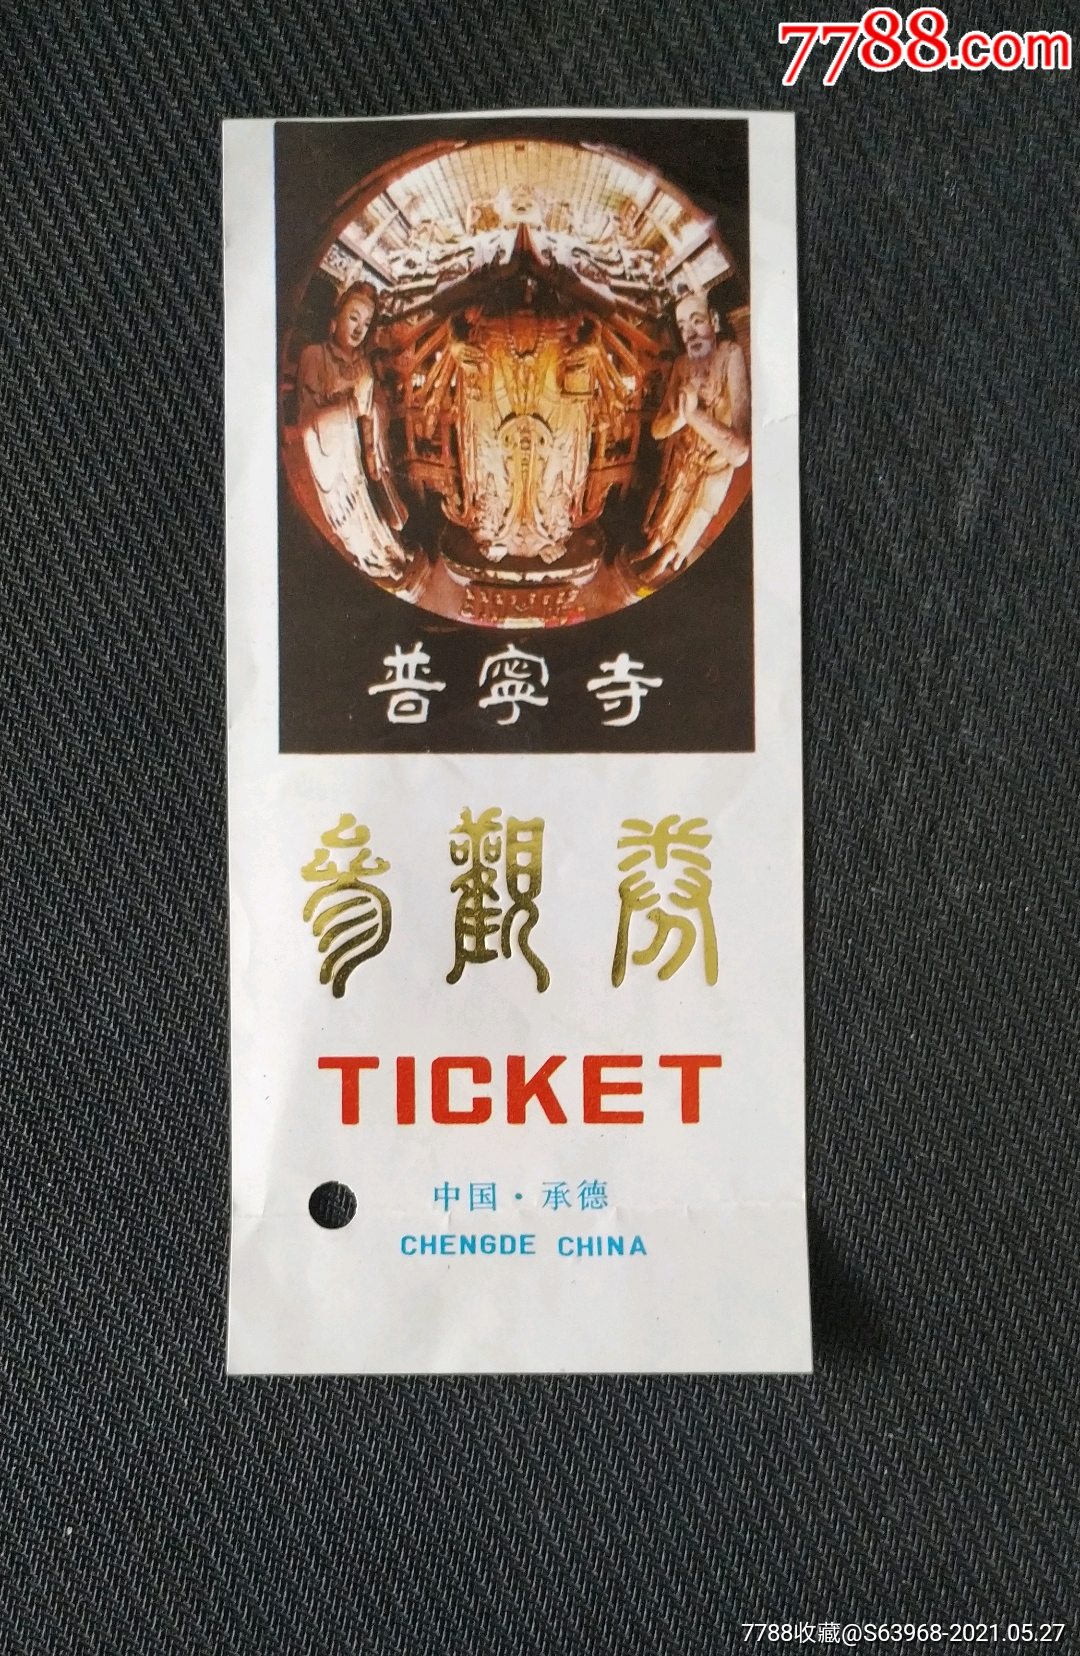 7788.com
普寧寺
參觀券
TICKET
中国·承德
CHENGDE CHINA
7788收藏@S63968-2021.05.27